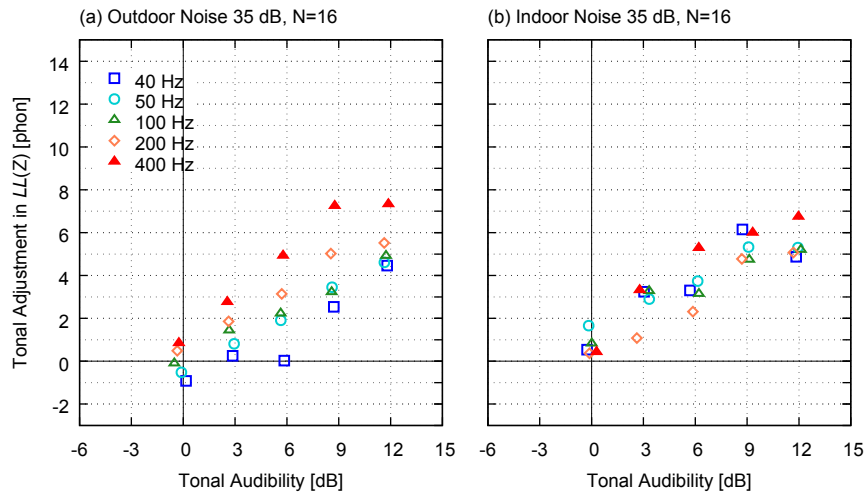 (a) Outdoor Noise 35 dB, N=16
(b) Indoor Noise 35 dB, N=16
Tonal Adjustment in LL(Z) [phon]
14
12
10
8
6
4
2
0
-2
40 Hz
50 Hz
100 Hz
200 Hz
400 Hz
-6 -3 0 3 6 9 12 15
-6 -3 0 3 6 9 12 15
Tonal Audibility [dB]
Tonal Audibility [dB]